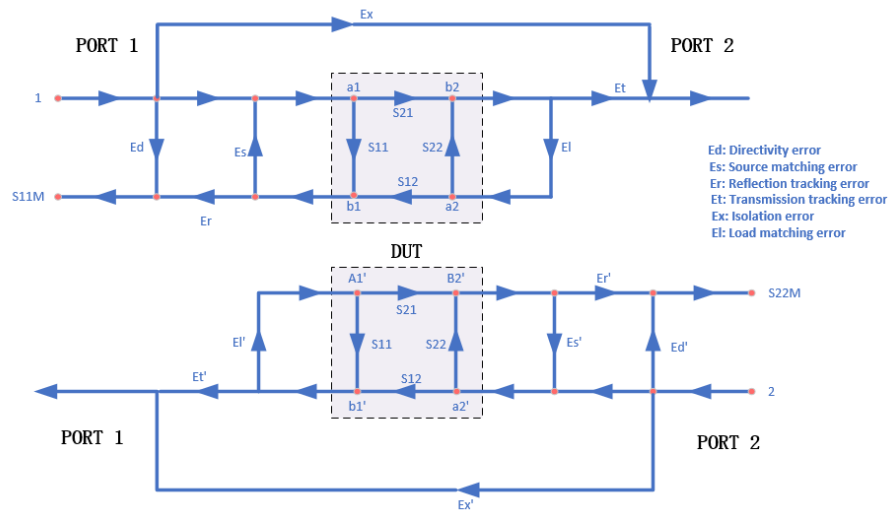 Ex
PORT 1
PORT 2
a1
b2
Et
1
S21
Ed
Es
S11
S22
El
S12
S11M
Er
b1
a2
Ed: Directivity error
Es: Source matching error
Er: Reflection tracking error
Et: Transmission tracking error
Ex: Isolation error
El: Load matching error
DUT
A1'
B2'
Er'
S22M
S21
El'
S11
S22
Es'
Ed'
Et'
S12
2
b1'
a2'
PORT 1
PORT 2
Ex'